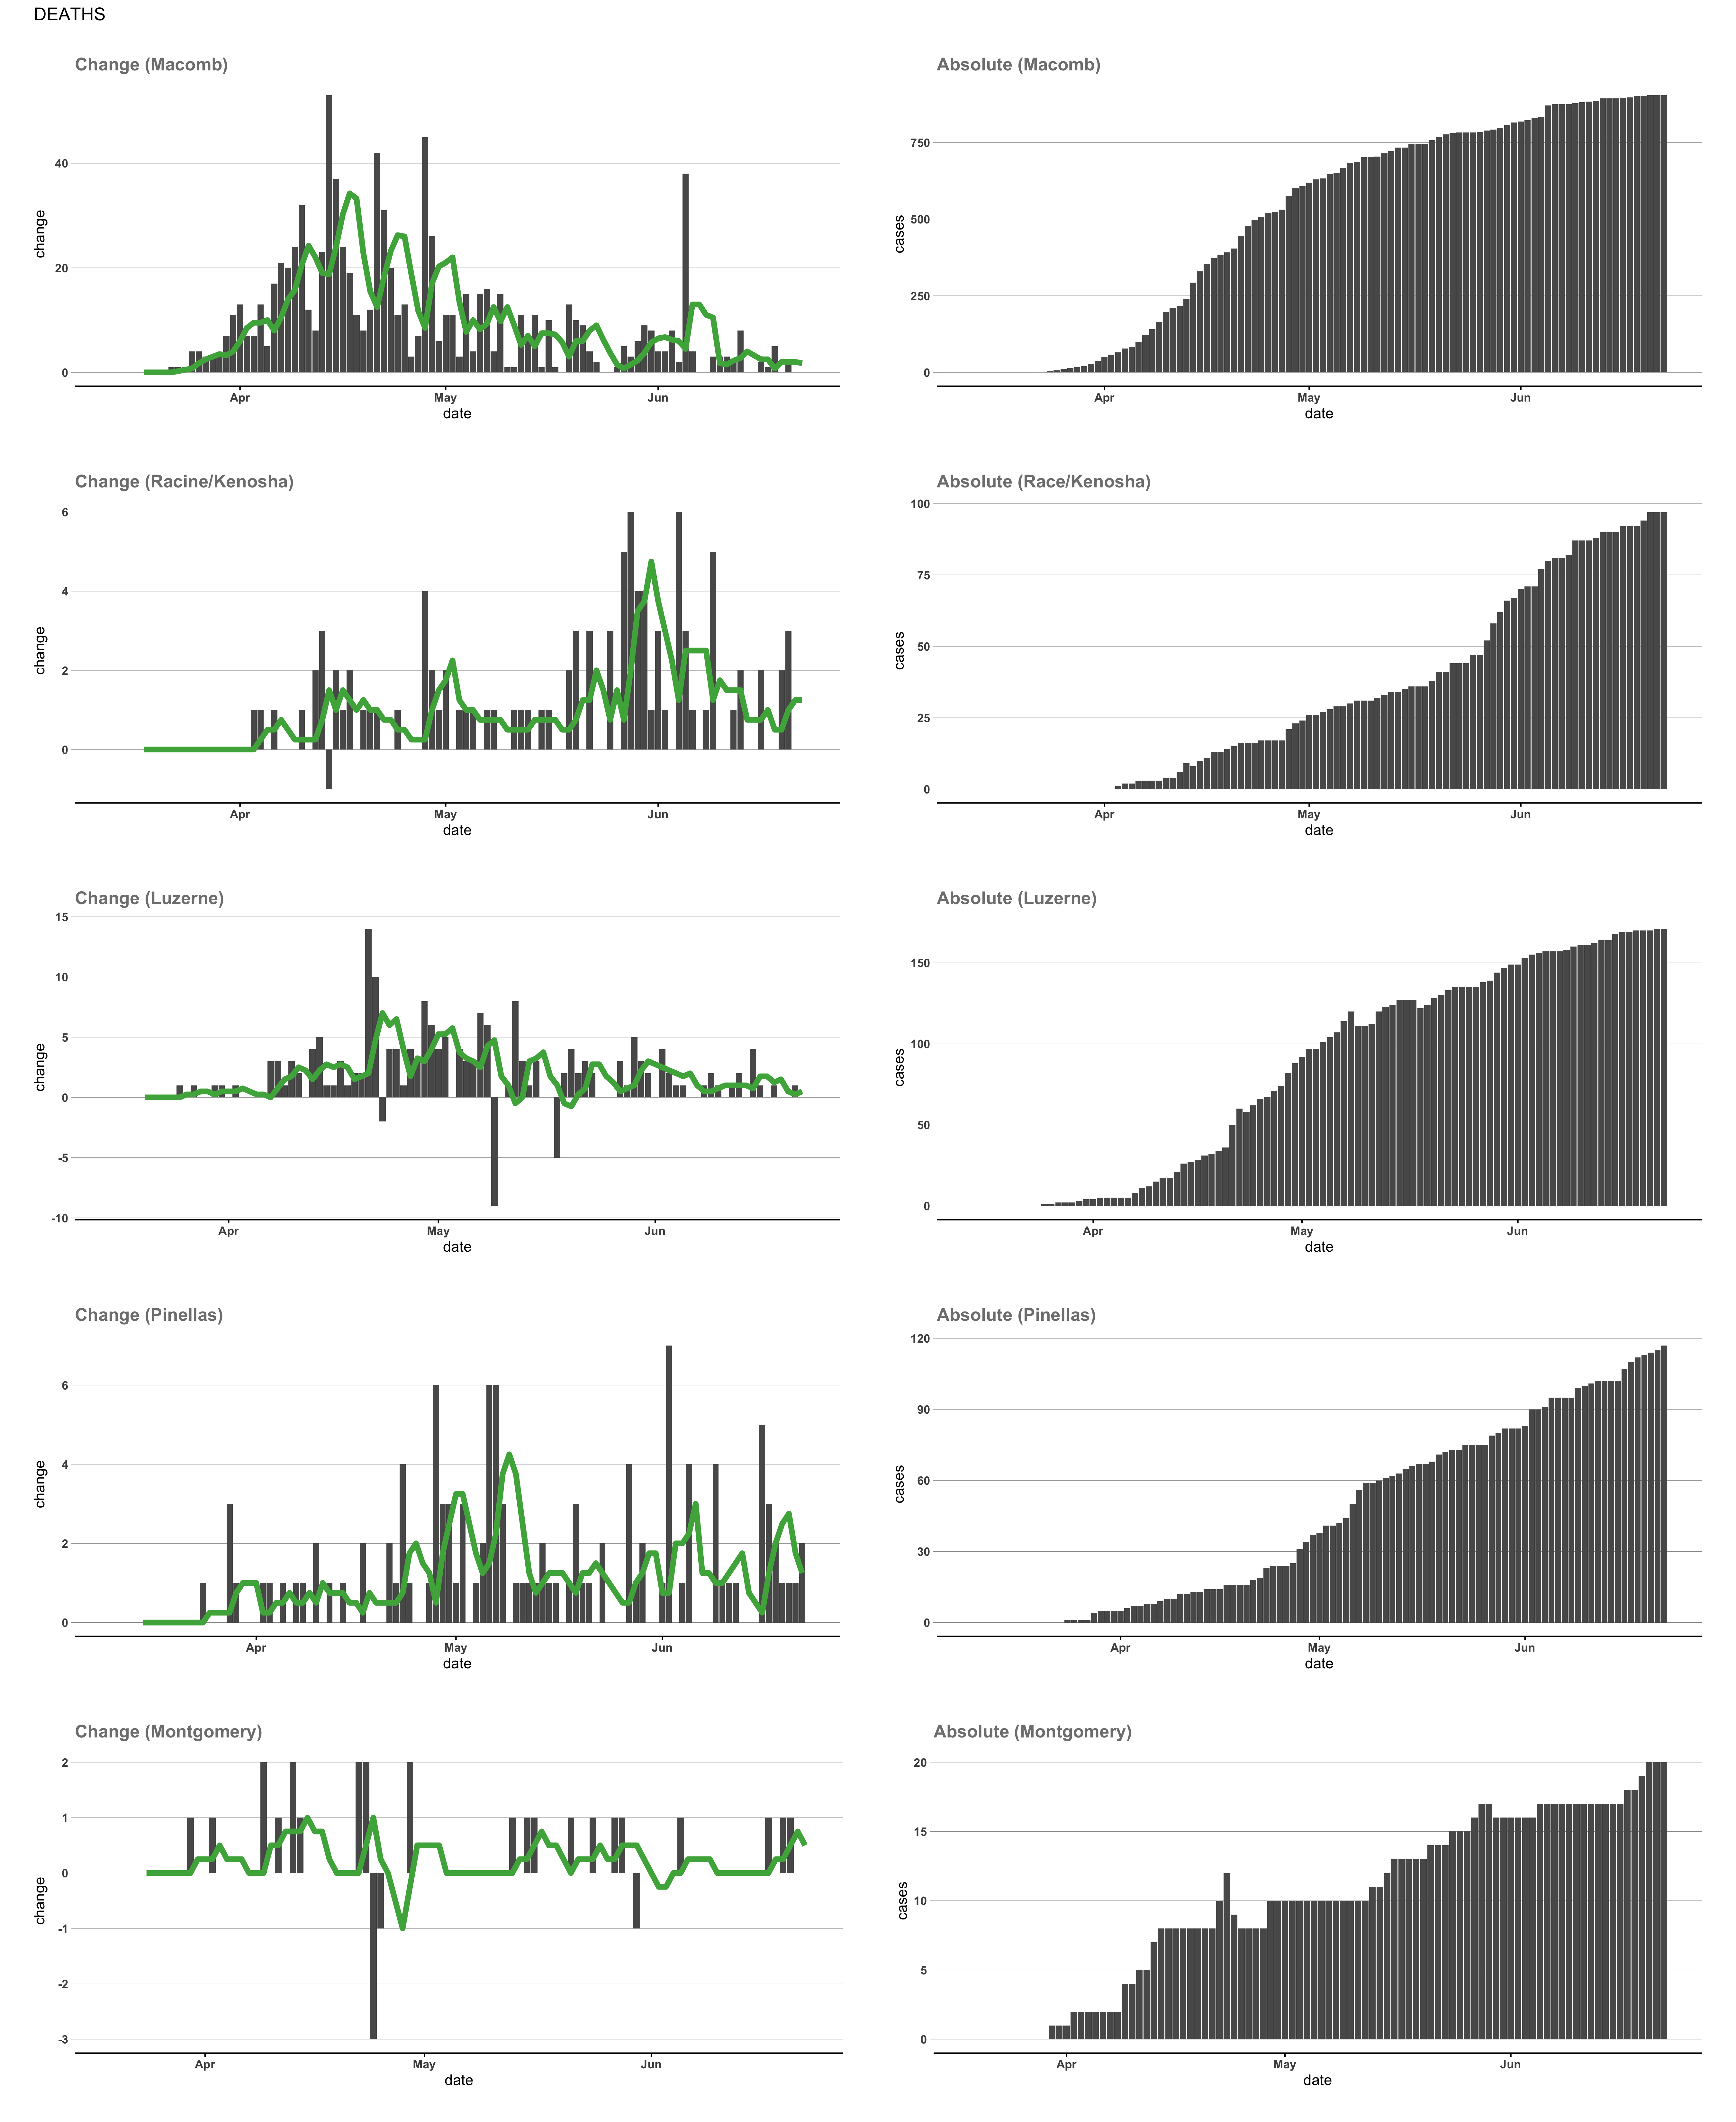 DEATHS
Change (Macomb)
change
40
20
0
Apr May Jun
date
Absolute (Macomb)
cases
750
500
250
0
Apr May Jun
date
Change (Racine/Kenosha)
change
6
4
2
0
Apr May Jun
date
Absolute (Race/Kenosha)
cases
100
75
50
25
0
Apr May Jun
date
Change (Luzerne)
change
15
10
5
0
-5
-10
Apr May Jun
date
Absolute (Luzerne)
cases
150
100
50
0
Apr May Jun
date
Change (Pinellas)
change
6
4
2
0
Apr May Jun
date
Absolute (Pinellas)
cases
120
90
60
30
0
Apr May Jun
date
Change (Montgomery)
change
2
1
0
-1
-2
-3
Apr May Jun
date
Absolute (Montgomery)
cases
20
15
10
5
0
Apr May Jun
date